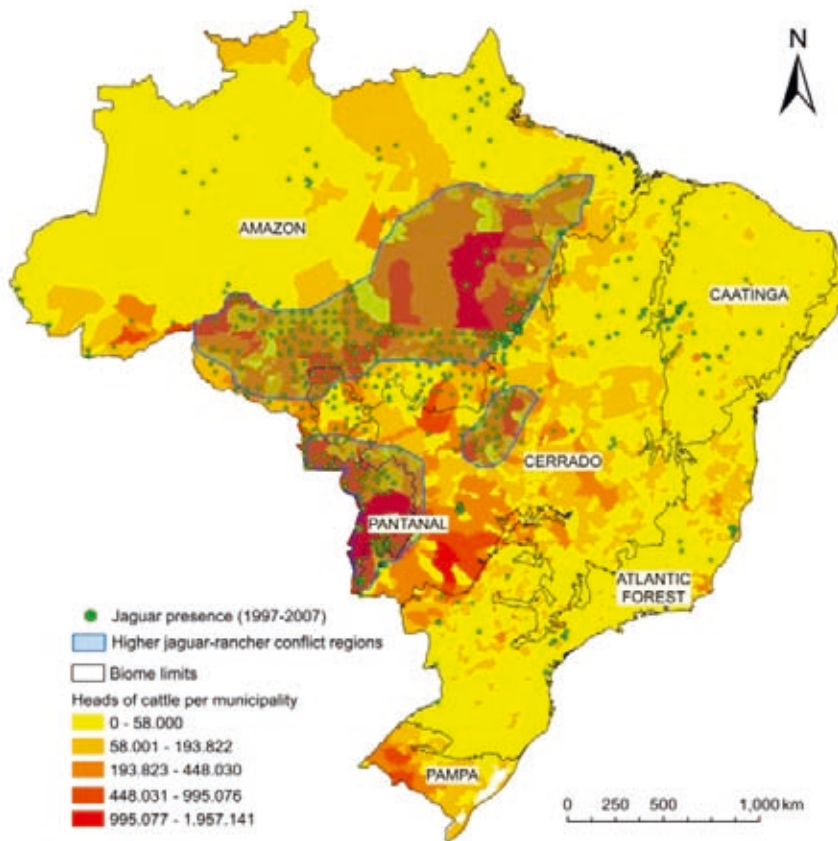 N
AMAZON
CAATINGA
CERRADO
PANTANAL
ATLANTIC
FOREST
PAMPA
Jaguar presence (1997-2007)
Higher jaguar-rancher conflict regions
Biome limits
Heads of cattle per municipality
0 - 58.000
58.001 - 193.822
193.823 - 448.030
448.031 - 995.076
995.077 - 1.957.141
0 250 500 1,000 km